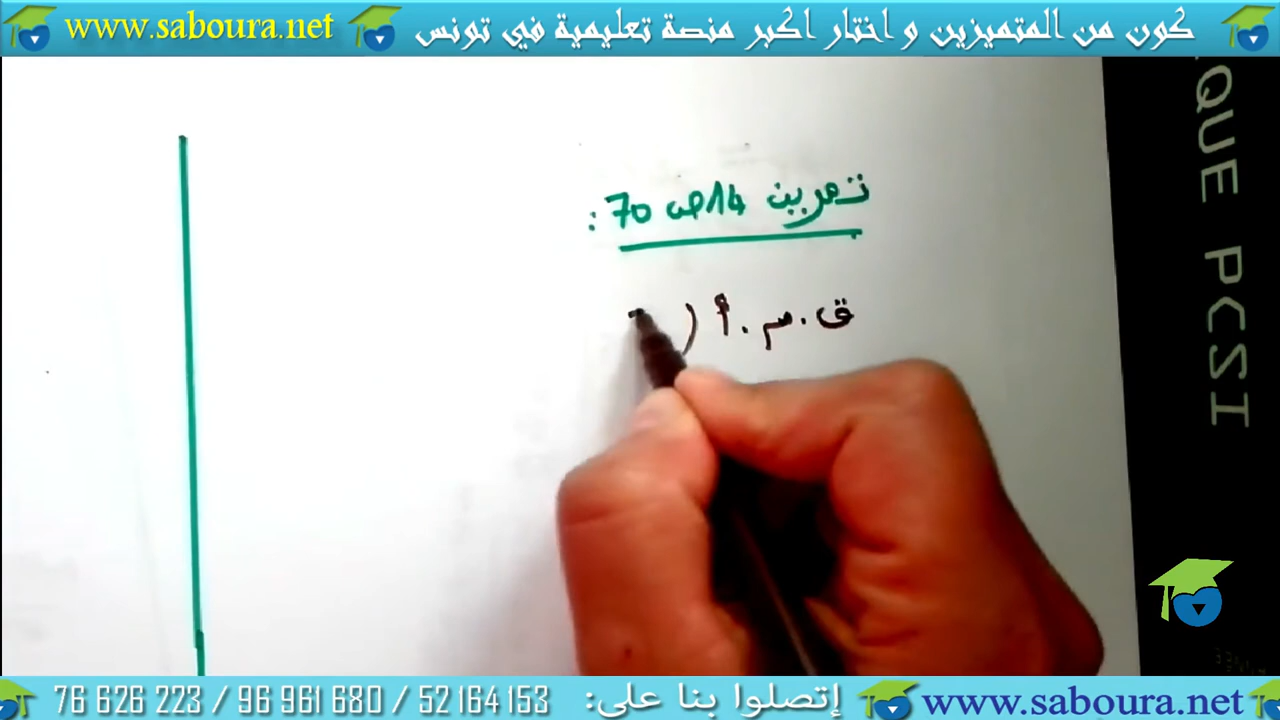 www.saboura.net كون من المتميزين و اختار اكبر منصة تعليمية في تونس
QUE PCSI
تمرين 14 ص 70 :
ق . م . أ (
76 626 223 / 96 961 680 / 52 164 153 إتصلوا بنا على: www.saboura.net